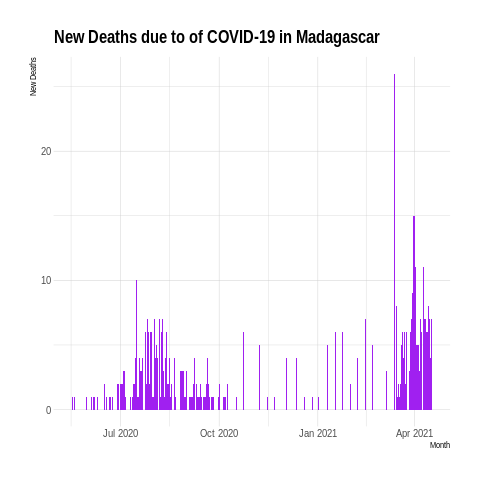 New Deaths due to of COVID-19 in Madagascar
New Deaths
20
10
0
Jul 2020 Oct 2020 Jan 2021 Apr 2021
Month